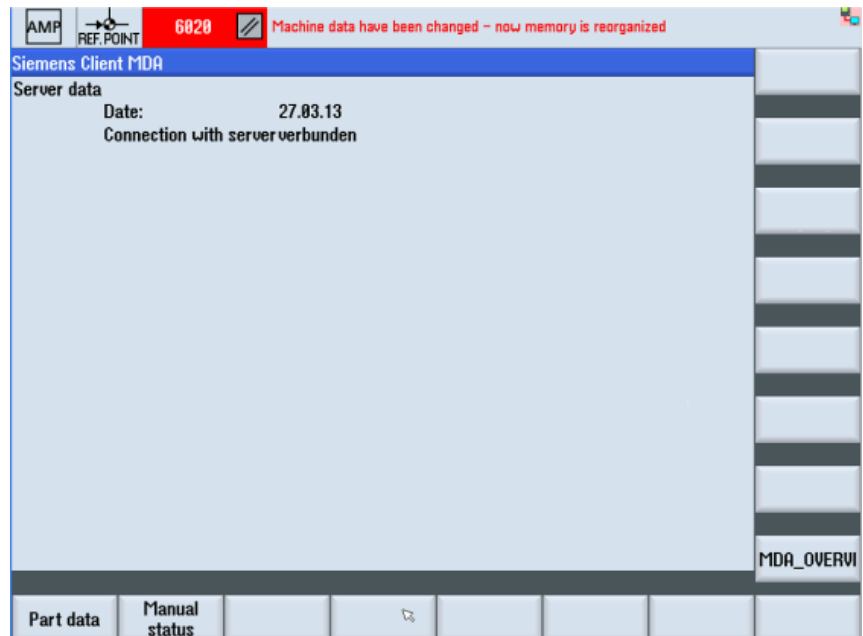 AMP
REF. POINT
6020
Machine data have been changed - now memory is reorganized
Siemens Client MDA
Server data
Date: 27.03.13
Connection with server verbunden
MDA_OVERVI
Part data
Manual
status